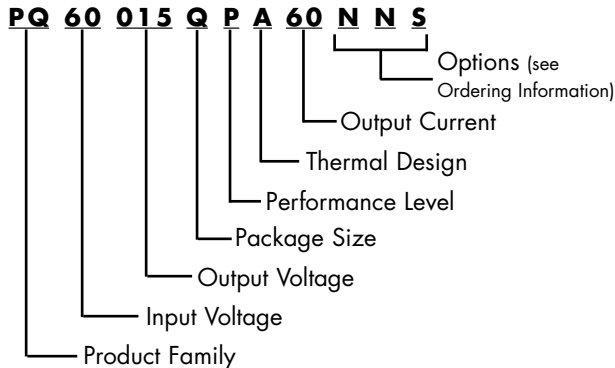 PQ 60 015 Q P A 60 N N S
Options (see
Ordering Information)
Output Current
Thermal Design
Performance Level
Package Size
Output Voltage
Input Voltage
Product Family